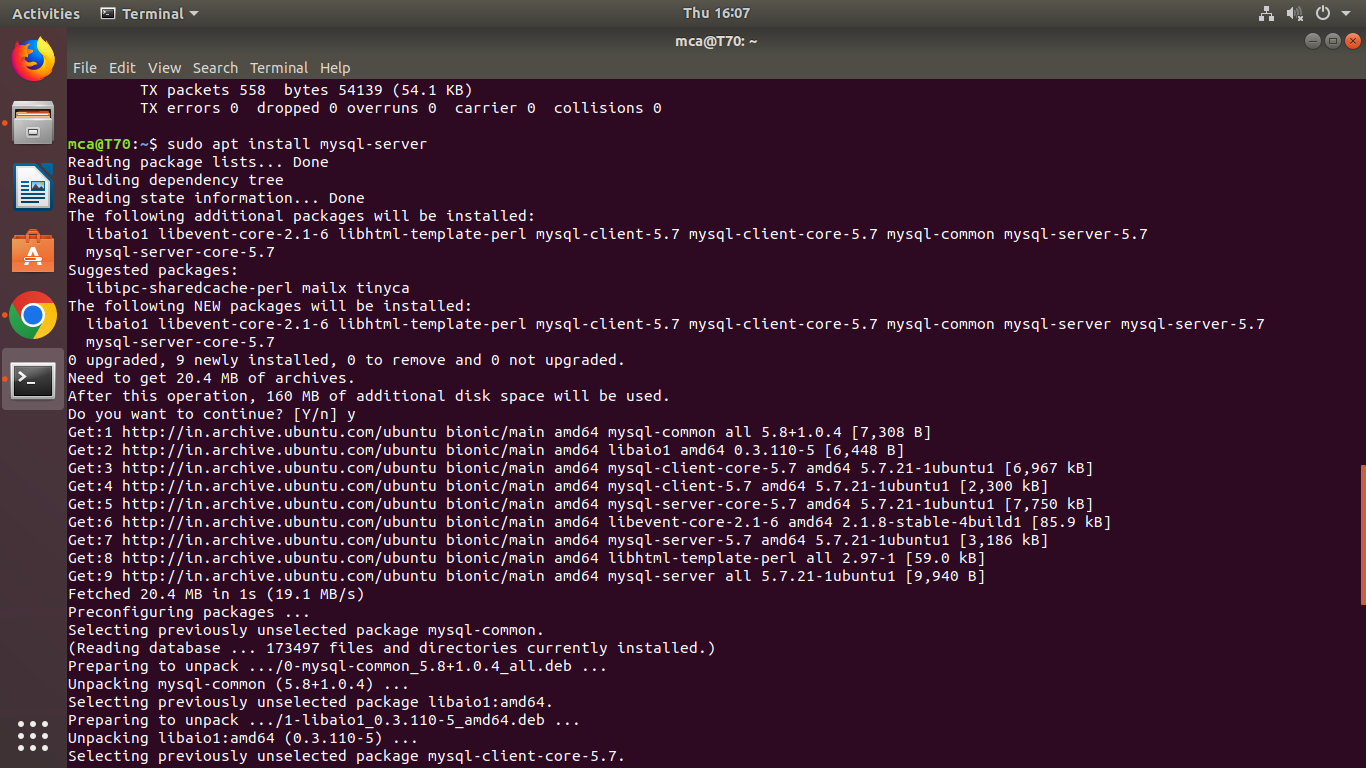 Activities Terminal Thu 16:07
mca@T70: ~
File Edit View Search Terminal Help
TX packets 558  bytes 54139 (54.1 KB)
TX errors 0  dropped 0 overruns 0  carrier 0  collisions 0
mca@T70:~$ sudo apt install mysql-server
Reading package lists... Done
Building dependency tree
Reading state information... Done
The following additional packages will be installed:
  libaio1 libevent-core-2.1-6 libhtml-template-perl mysql-client-5.7 mysql-client-core-5.7 mysql-common mysql-server-5.7
  mysql-server-core-5.7
Suggested packages:
  libipc-sharedcache-perl mailx tinyca
The following NEW packages will be installed:
  libaio1 libevent-core-2.1-6 libhtml-template-perl mysql-client-5.7 mysql-client-core-5.7 mysql-common mysql-server mysql-server-5.7
  mysql-server-core-5.7
0 upgraded, 9 newly installed, 0 to remove and 0 not upgraded.
Need to get 20.4 MB of archives.
After this operation, 160 MB of additional disk space will be used.
Do you want to continue? [Y/n] y
Get:1 http://in.archive.ubuntu.com/ubuntu bionic/main amd64 mysql-common all 5.8+1.0.4 [7,308 B]
Get:2 http://in.archive.ubuntu.com/ubuntu bionic/main amd64 libaio1 amd64 0.3.110-5 [6,448 B]
Get:3 http://in.archive.ubuntu.com/ubuntu bionic/main amd64 mysql-client-core-5.7 amd64 5.7.21-1ubuntu1 [6,967 kB]
Get:4 http://in.archive.ubuntu.com/ubuntu bionic/main amd64 mysql-client-5.7 amd64 5.7.21-1ubuntu1 [2,300 kB]
Get:5 http://in.archive.ubuntu.com/ubuntu bionic/main amd64 mysql-server-core-5.7 amd64 5.7.21-1ubuntu1 [7,750 kB]
Get:6 http://in.archive.ubuntu.com/ubuntu bionic/main amd64 libevent-core-2.1-6 amd64 2.1.8-stable-4build1 [85.9 kB]
Get:7 http://in.archive.ubuntu.com/ubuntu bionic/main amd64 mysql-server-5.7 amd64 5.7.21-1ubuntu1 [3,186 kB]
Get:8 http://in.archive.ubuntu.com/ubuntu bionic/main amd64 libhtml-template-perl all 2.97-1 [59.0 kB]
Get:9 http://in.archive.ubuntu.com/ubuntu bionic/main amd64 mysql-server all 5.7.21-1ubuntu1 [9,940 B]
Fetched 20.4 MB in 1s (19.1 MB/s)
Preconfiguring packages ...
Selecting previously unselected package mysql-common.
(Reading database ... 173497 files and directories currently installed.)
Preparing to unpack .../0-mysql-common_5.8+1.0.4_all.deb ...
Unpacking mysql-common (5.8+1.0.4) ...
Selecting previously unselected package libaio1:amd64.
Preparing to unpack .../1-libaio1_0.3.110-5_amd64.deb ...
Unpacking libaio1:amd64 (0.3.110-5) ...
Selecting previously unselected package mysql-client-core-5.7.